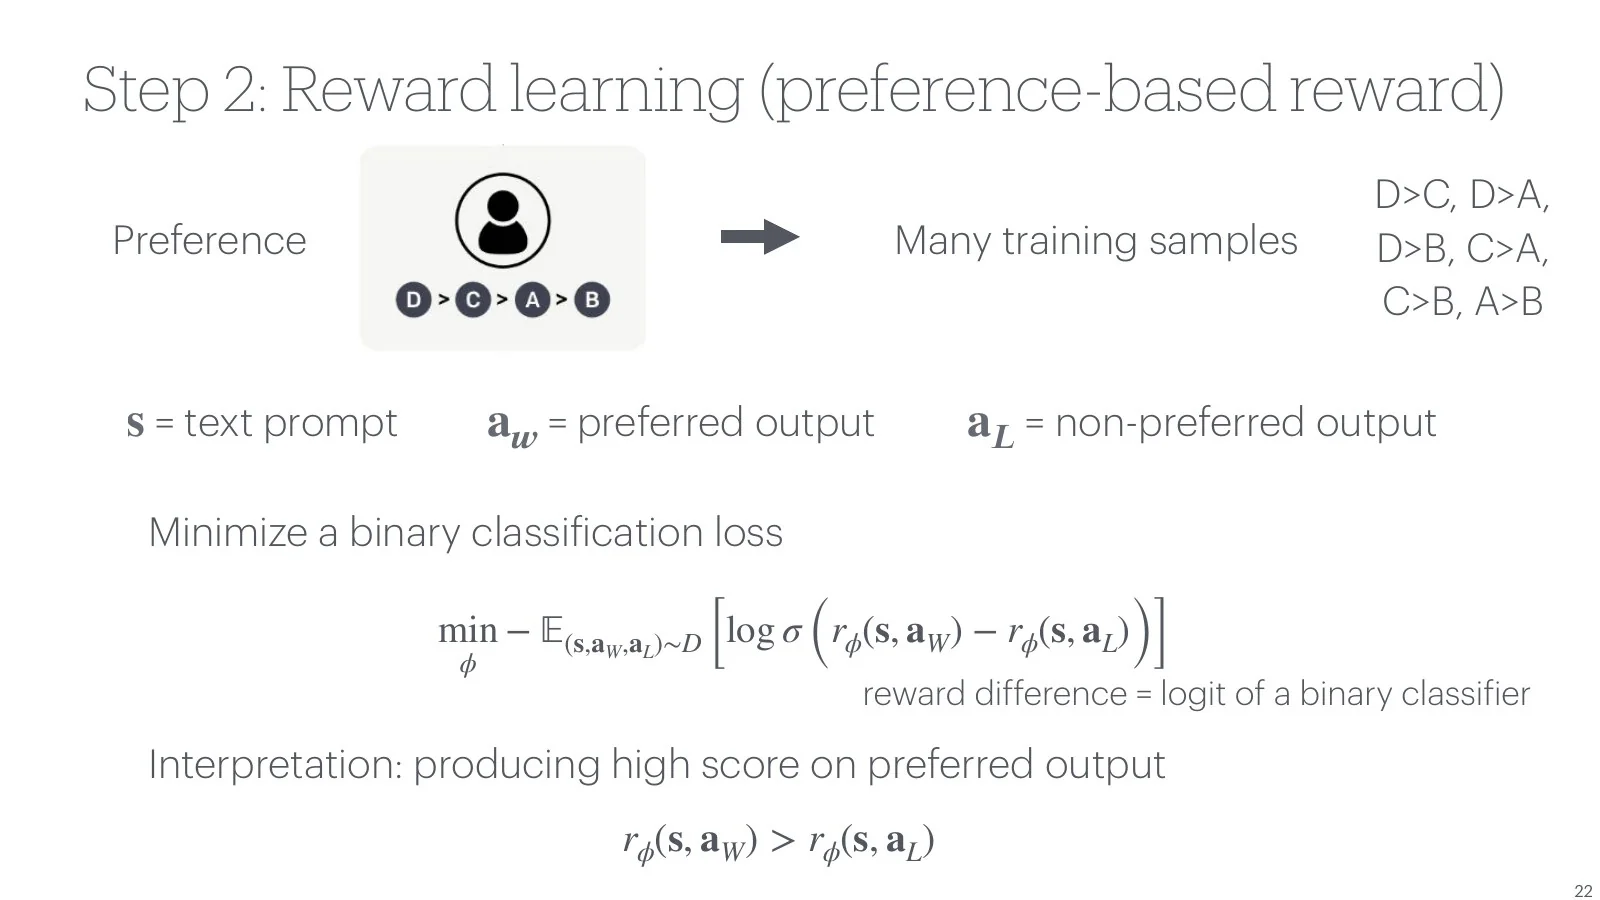 Step 2: Reward learning (preference-based reward)
Preference
D > C > A > B
Many training samples
D>C, D>A,
D>B, C>A,
C>B, A>B
s = text prompt
a_w = preferred output
a_L = non-preferred output
Minimize a binary classification loss
min_ϕ − 𝔼_(s,a_W,a_L)∼D [log σ (r_ϕ(s, a_W) − r_ϕ(s, a_L))]
reward difference = logit of a binary classifier
Interpretation: producing high score on preferred output
r_ϕ(s, a_W) > r_ϕ(s, a_L)
22